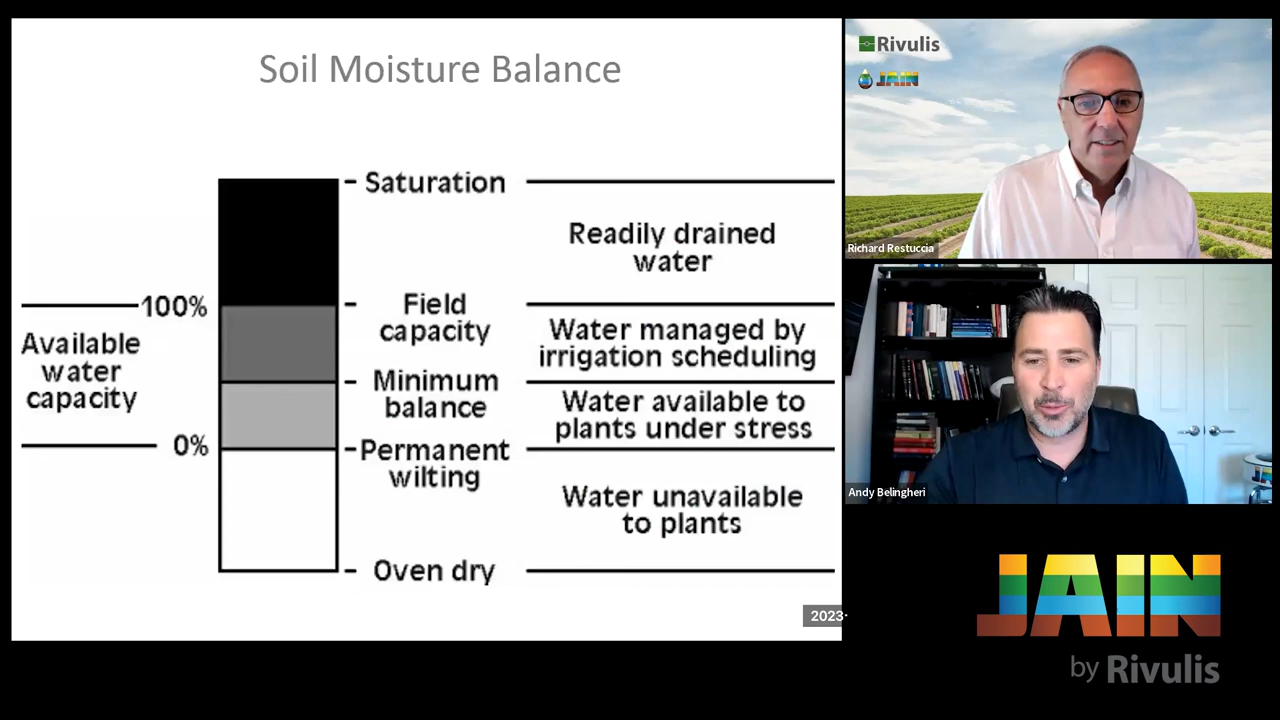 Soil Moisture Balance
Saturation
Readily drained
water
100%
Field
capacity
Available
water
capacity
Water managed by
irrigation scheduling
Minimum
balance
Water available to
plants under stress
0%
Permanent
wilting
Water unavailable
to plants
Oven dry
2023-
Rivulis
JAIN
Richard Restuccia
Andy Belingheri
JAIN
by Rivulis